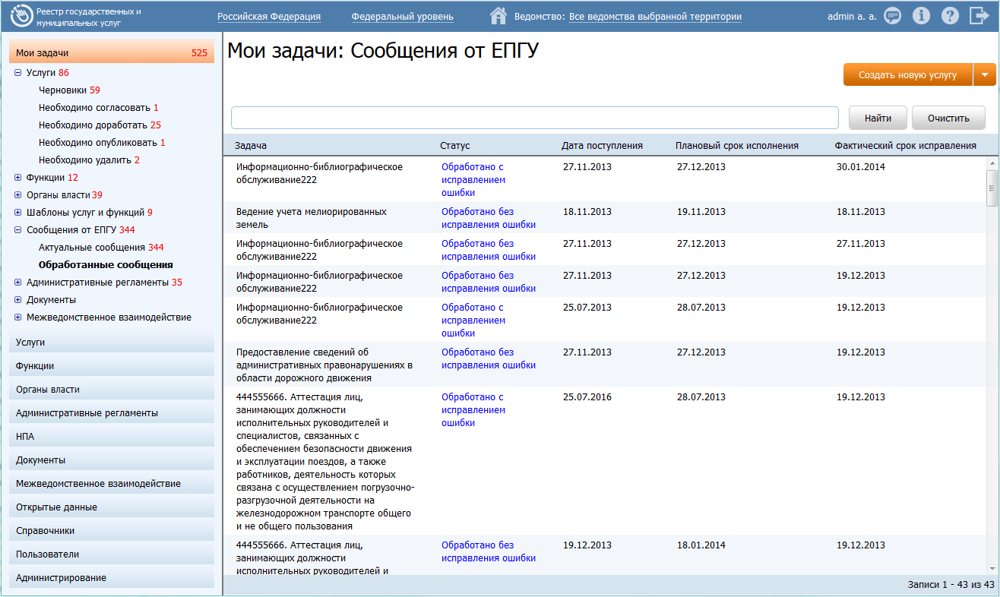 Реестр государственных и
муниципальных услуг
Российская Федерация
Федеральный уровень
Ведомство: Все ведомства выбранной территории
admin a. a.
Мои задачи 525
Услуги 86
Черновики 59
Необходимо согласовать 1
Необходимо доработать 25
Необходимо опубликовать 1
Необходимо удалить 2
Функции 12
Органы власти 39
Шаблоны услуг и функций 9
Сообщения от ЕПГУ 344
Актуальные сообщения 344
Обработанные сообщения
Административные регламенты 35
Документы
Межведомственное взаимодействие
Услуги
Функции
Органы власти
Административные регламенты
НПА
Документы
Межведомственное взаимодействие
Открытые данные
Справочники
Пользователи
Администрирование
Мои задачи: Сообщения от ЕПГУ
Создать новую услугу
Найти
Очистить
Задача Статус Дата поступления Плановый срок исполнения Фактический срок исправления
Информационно-библиографическое Обработано с 27.11.2013 27.12.2013 30.01.2014
обслуживание222 исправлением
ошибки
Ведение учета мелиорированных Обработано без 18.11.2013 19.11.2013 18.11.2013
земель исправления ошибки
Информационно-библиографическое Обработано без 27.11.2013 27.12.2013 27.11.2013
обслуживание222 исправления ошибки
Информационно-библиографическое Обработано без 27.11.2013 27.12.2013 19.12.2013
обслуживание222 исправления ошибки
Информационно-библиографическое Обработано с 25.07.2013 28.07.2013 19.12.2013
обслуживание222 исправлением
ошибки
Предоставление сведений об Обработано без 27.11.2013 27.12.2013 19.12.2013
административных правонарушениях в исправления ошибки
области дорожного движения
444555666. Аттестация лиц, Обработано с 25.07.2016 28.07.2013 19.12.2013
занимающих должности исправлением
исполнительных руководителей и ошибки
специалистов, связанных с
обеспечением безопасности движения
и эксплуатации поездов, а также
работников, деятельность которых
связана с осуществлением погрузочно-
разгрузочной деятельности на
железнодорожном транспорте общего
и не общего пользования
444555666. Аттестация лиц, Обработано без 19.12.2013 18.01.2014 19.12.2013
занимающих должности исправления ошибки
исполнительных руководителей и
Записи 1 - 43 из 43